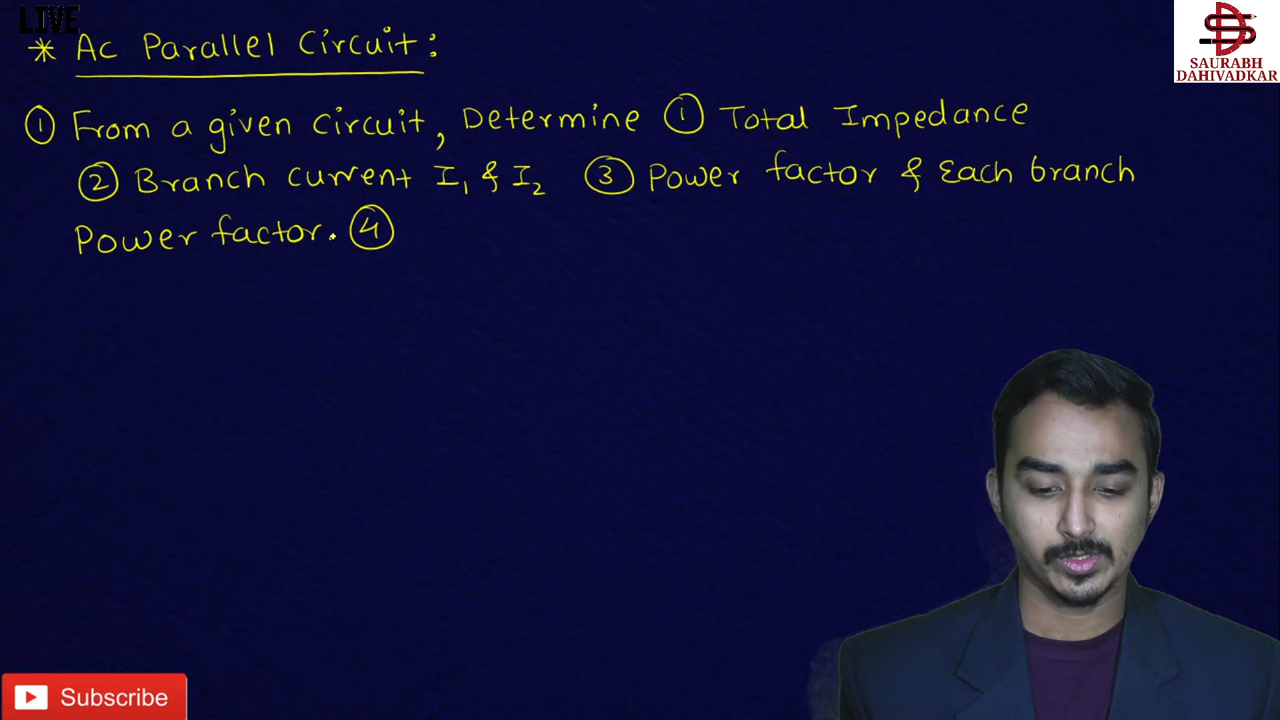 LIVE
* Ac Parallel Circuit:
① From a given circuit, Determine ① Total Impedance
② Branch current I₁ & I₂ ③ Power factor & Each branch
Power factor. ④
SAURABH
DAHIVADKAR
Subscribe